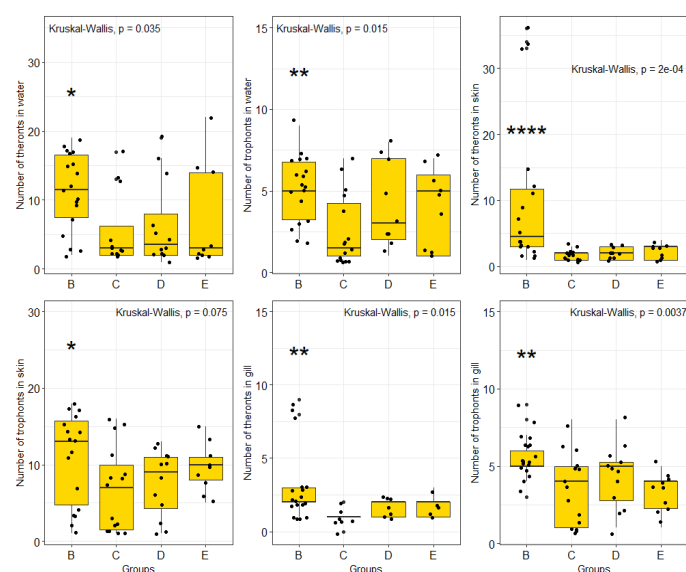 Kruskal-Wallis, p = 0.035
*
Number of theronts in water
30
20
10
0
B C D E
Kruskal-Wallis, p = 0.015
**
Number of trophonts in water
15
10
5
0
B C D E
Kruskal-Wallis, p = 2e-04
****
Number of theronts in skin
30
20
10
0
B C D E
Kruskal-Wallis, p = 0.075
*
Number of trophonts in skin
30
20
10
0
B C D E
Groups
Kruskal-Wallis, p = 0.015
**
Number of theronts in gill
15
10
5
0
B C D E
Groups
Kruskal-Wallis, p = 0.0037
**
Number of trophonts in gill
15
10
5
0
B C D E
Groups